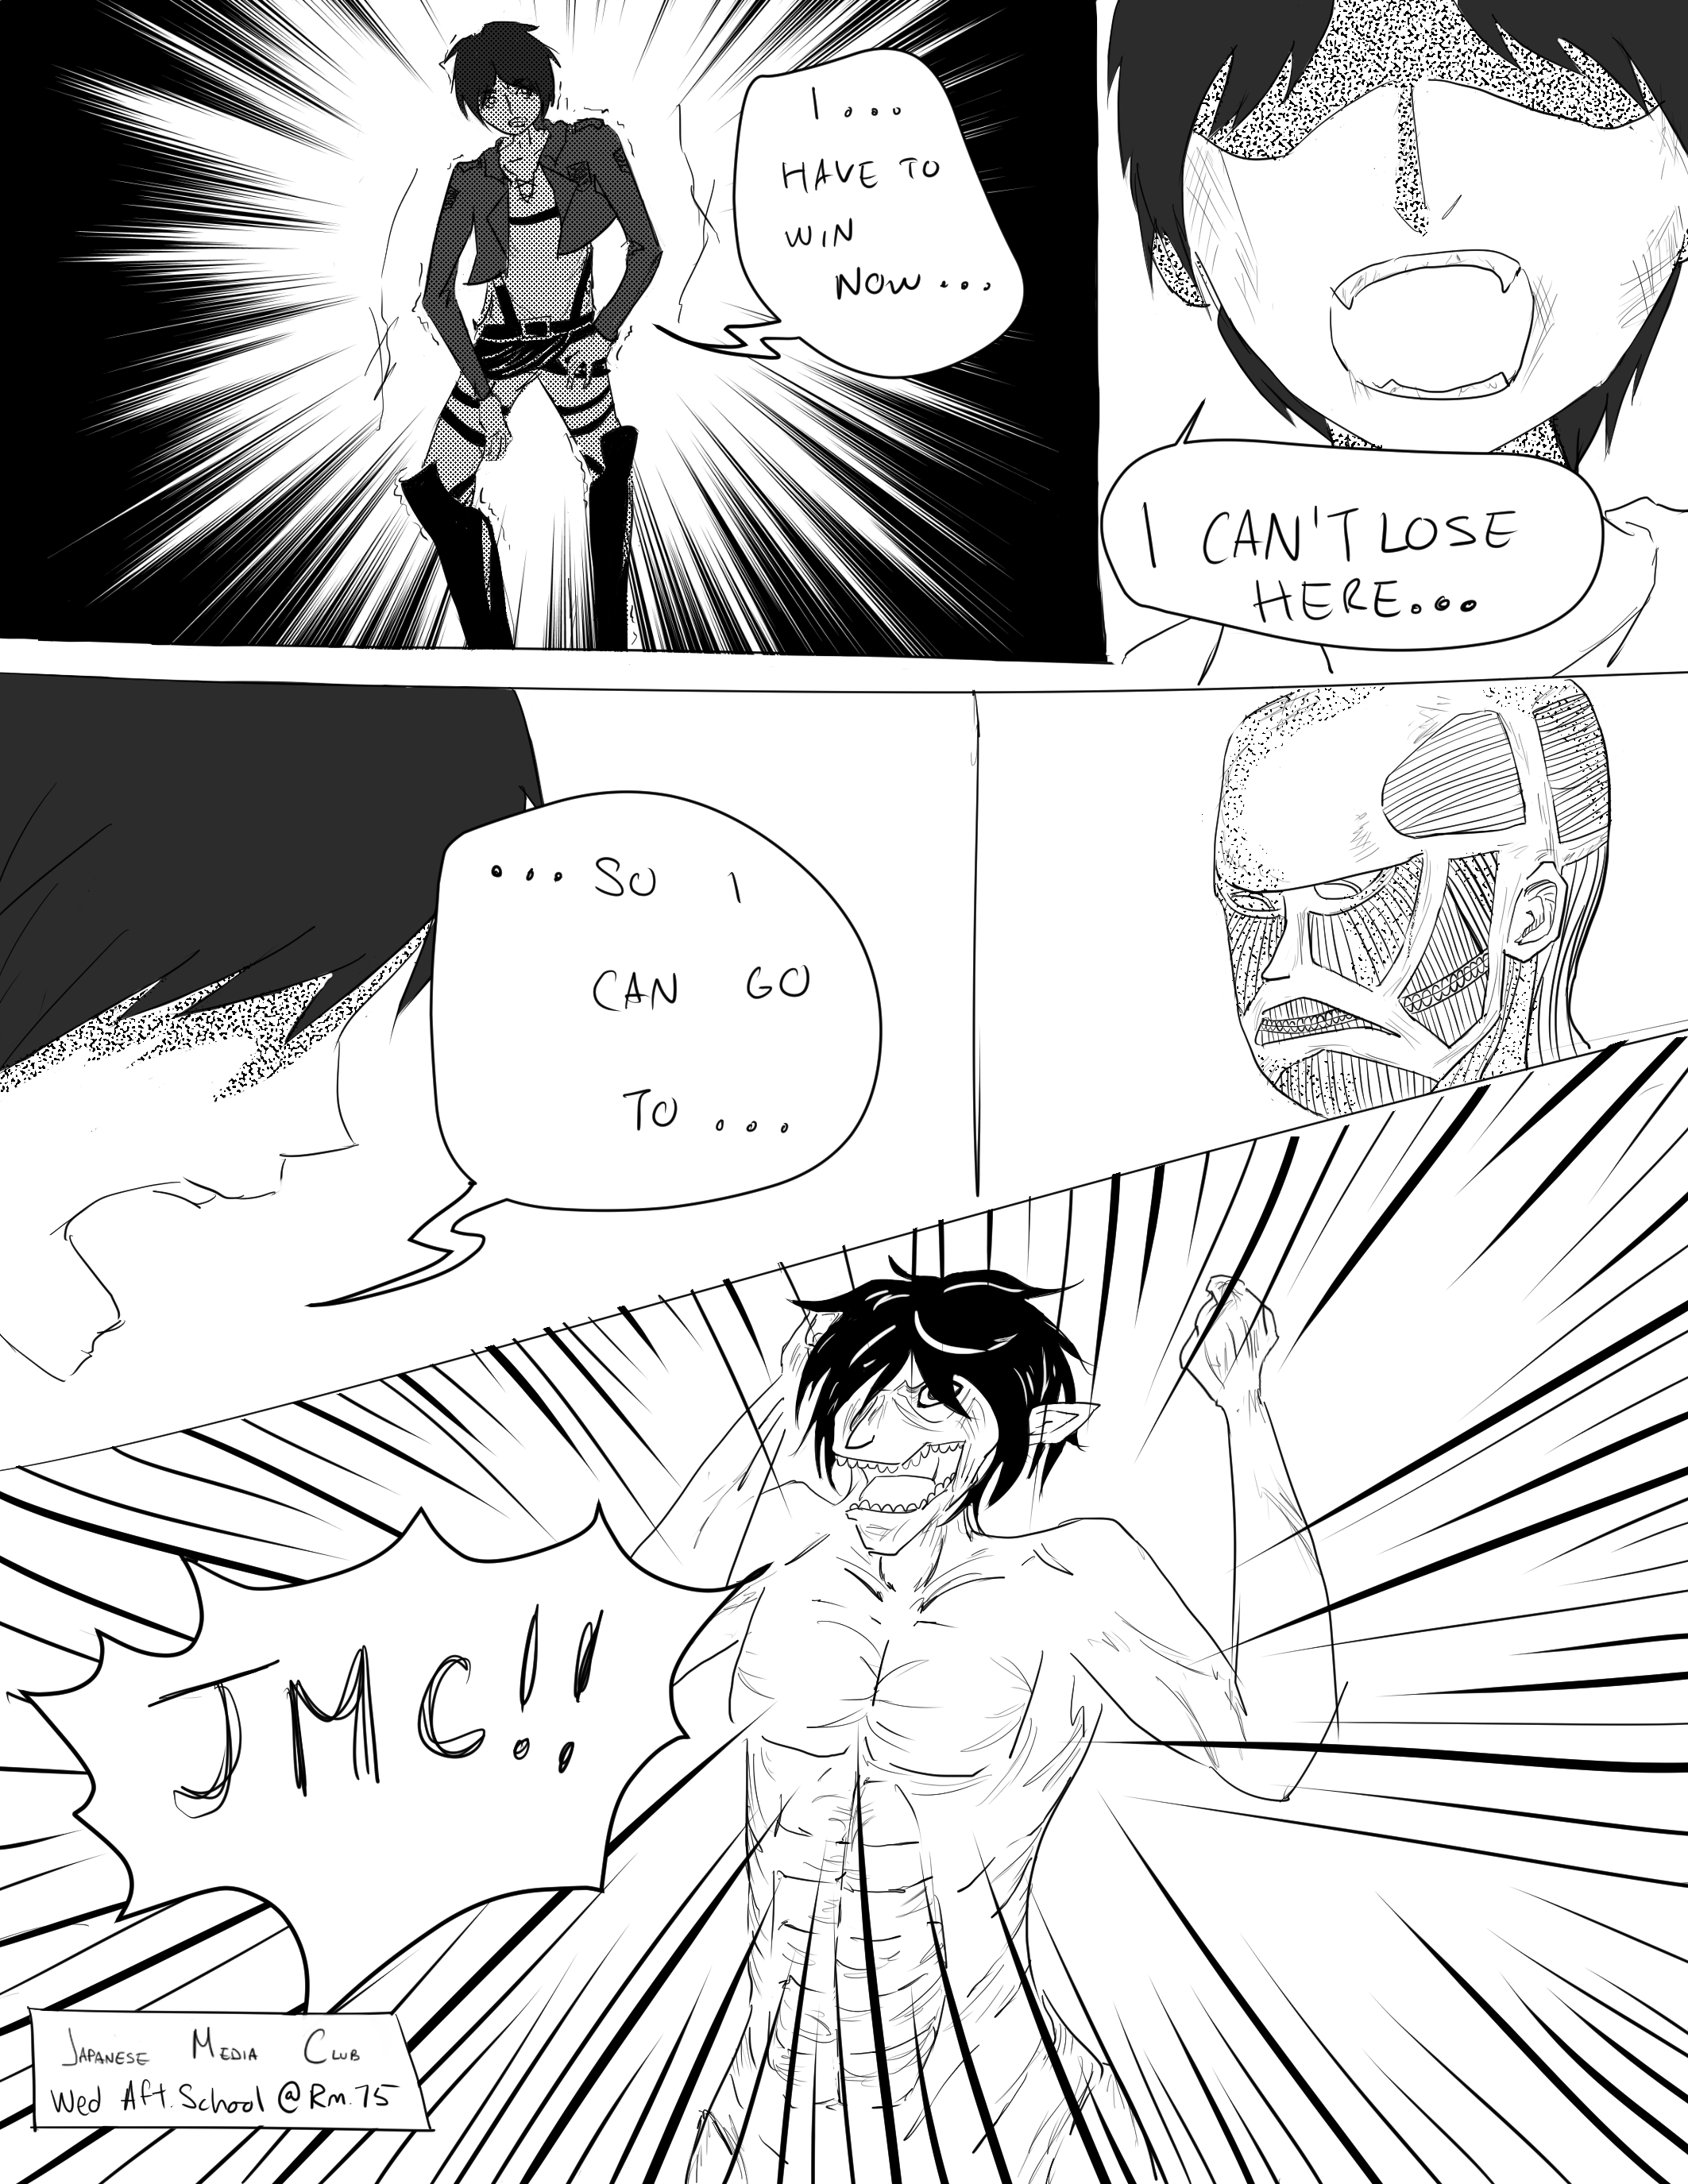 I....
HAVE TO
WIN
NOW...
I CAN'T LOSE
HERE...
...SO I
CAN GO
TO...
JMC!!
JAPANESE MEDIA CLUB
Wed Aft. School @ Rm. 75